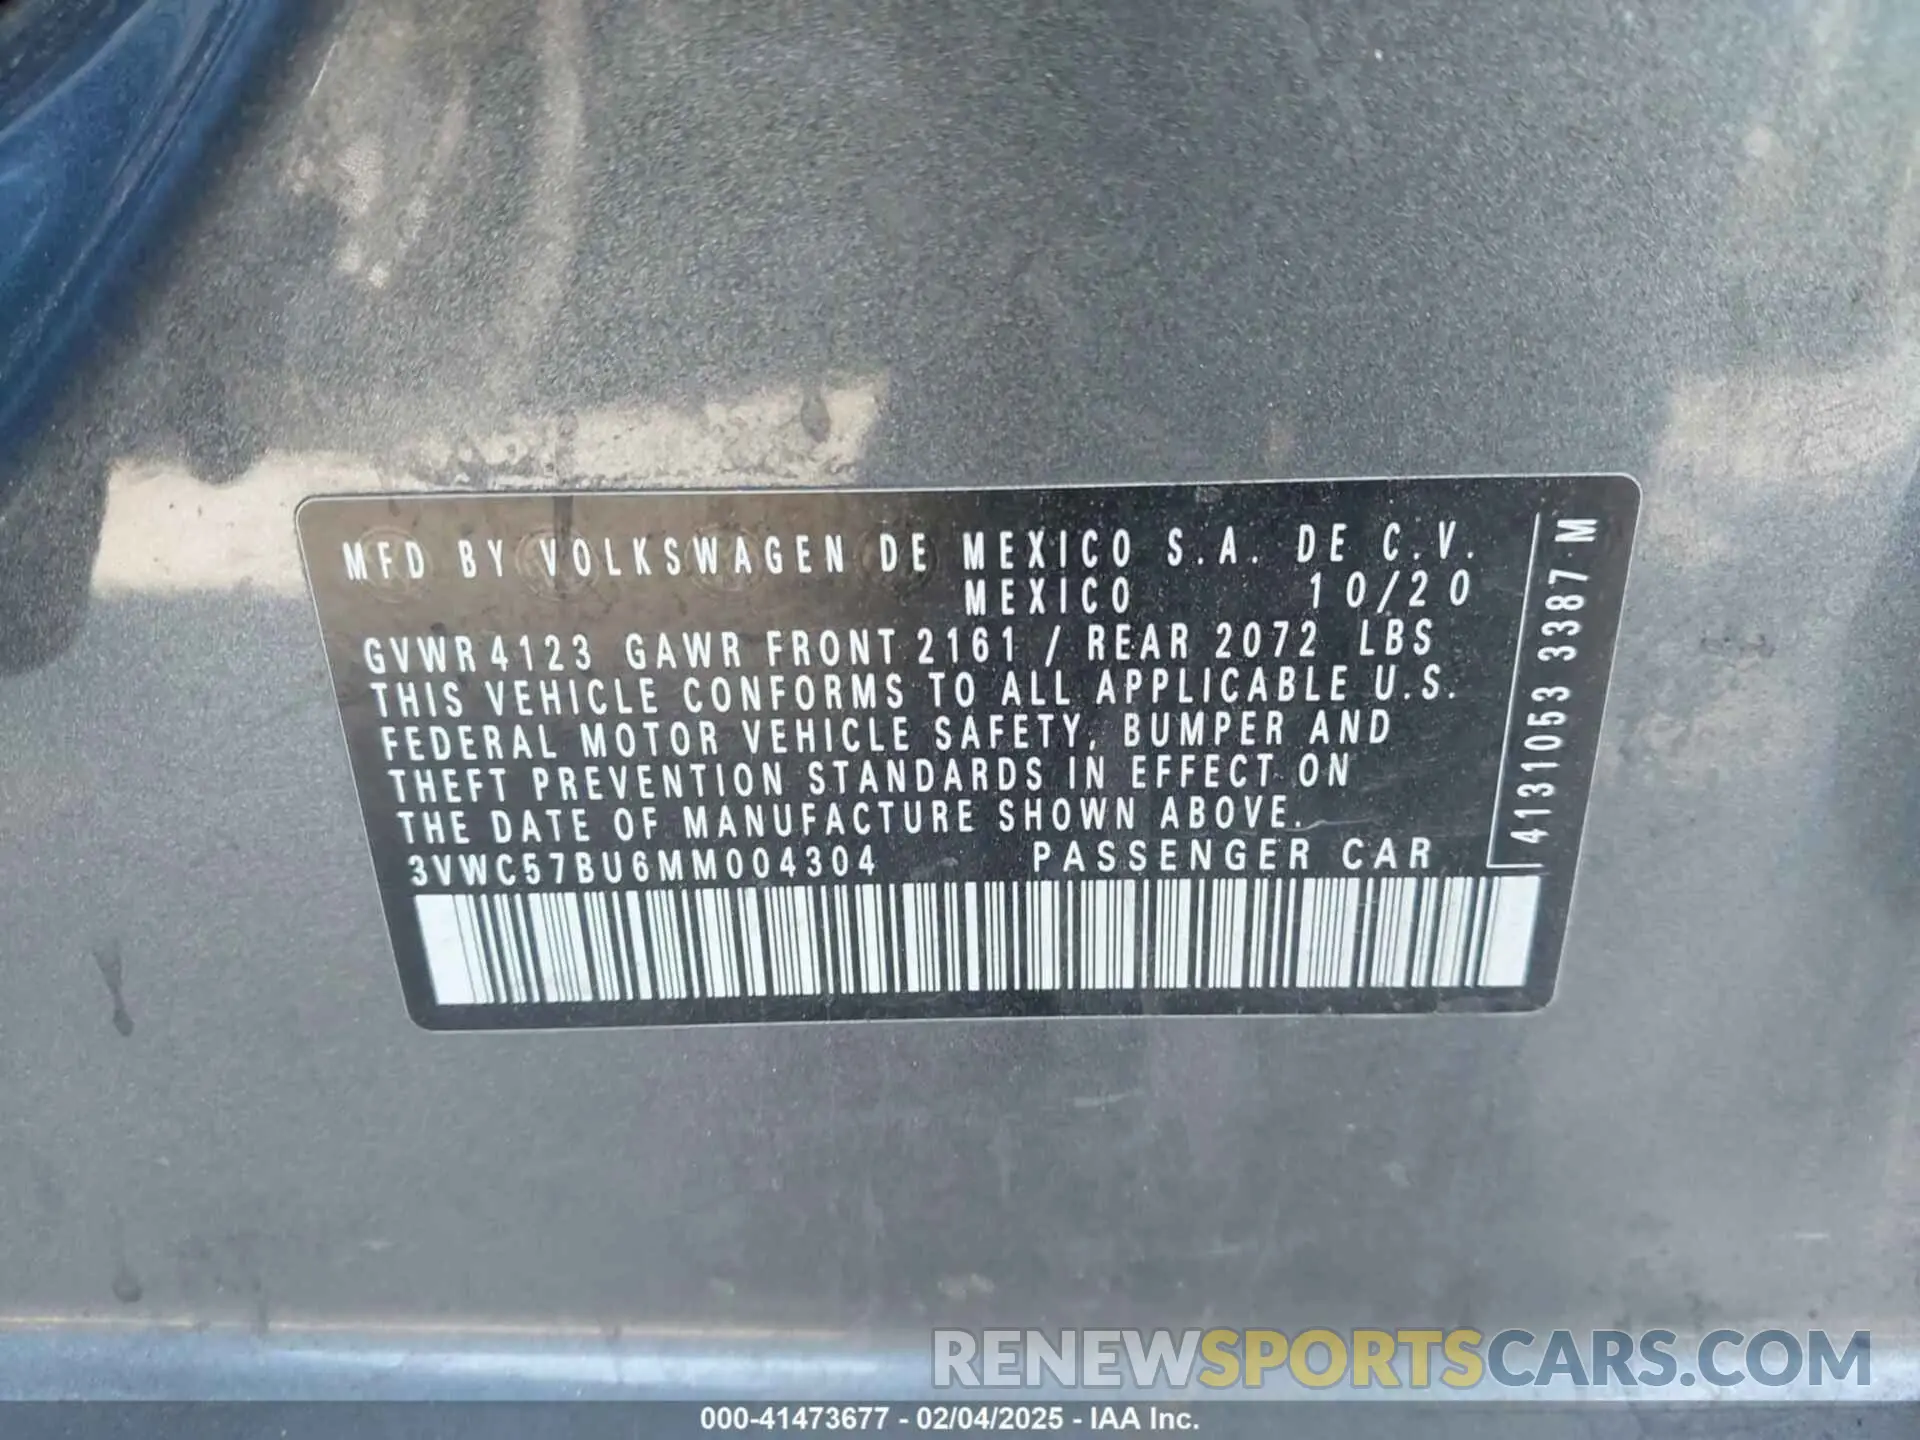 MFD BY VOLKSWAGEN DE MEXICO S.A. DE C.V.
MEXICO 10/20
GVWR 4123 GAWR FRONT 2161 / REAR 2072 LBS
THIS VEHICLE CONFORMS TO ALL APPLICABLE U.S.
FEDERAL MOTOR VEHICLE SAFETY, BUMPER AND
THEFT PREVENTION STANDARDS IN EFFECT ON
THE DATE OF MANUFACTURE SHOWN ABOVE.
3VWC57BU6MM004304 PASSENGER CAR
4131053 3387 M
RENEWSPORTSCARS.COM
000-41473677 - 02/04/2025 - IAA Inc.